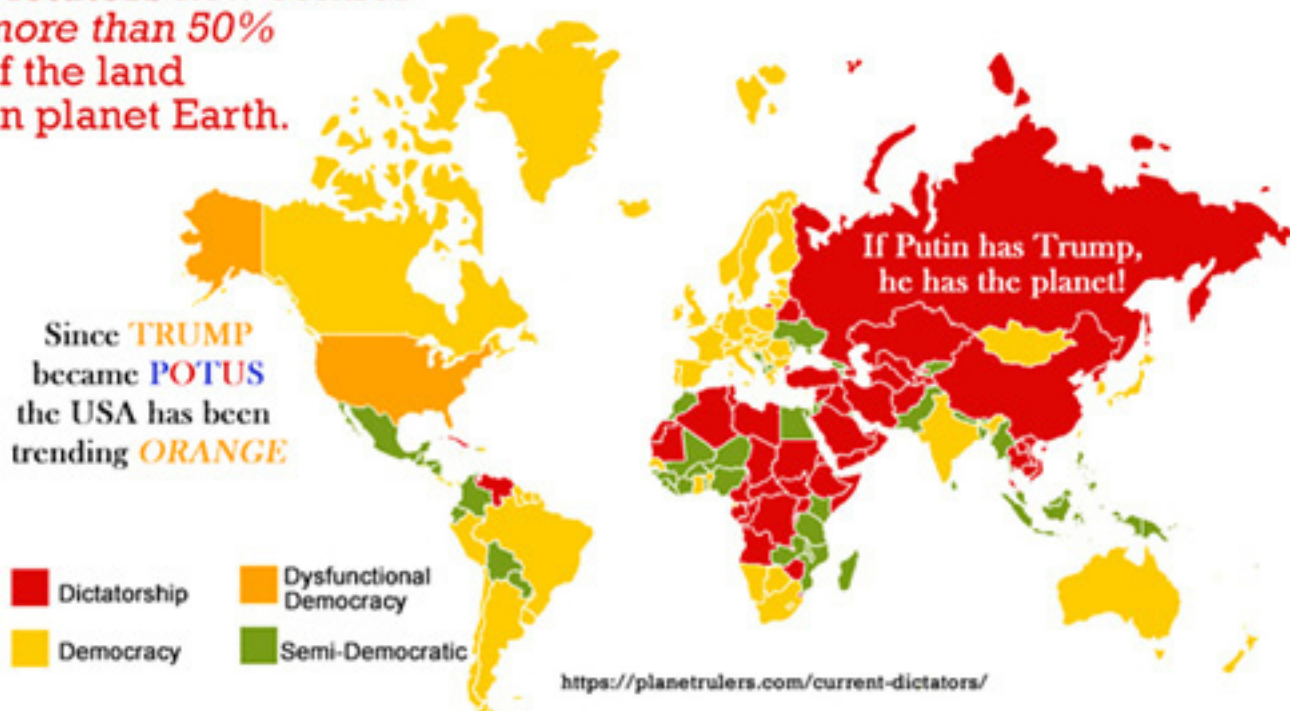 more than 50%
f the land
n planet Earth.
If Putin has Trump,
he has the planet!
Since TRUMP
became POTUS
the USA has been
trending ORANGE
Dictatorship
Dysfunctional
Democracy
Democracy
Semi-Democratic
https://planetrulers.com/current-dictators/